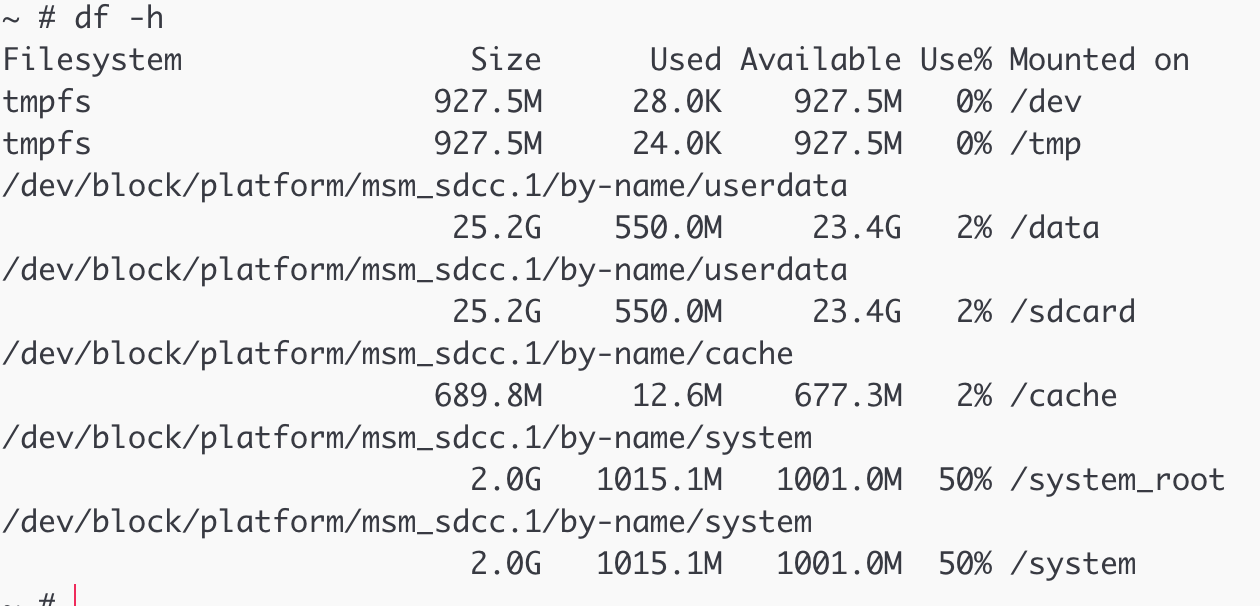 ~ # df -h
Filesystem                Size      Used Available Use% Mounted on
tmpfs                   927.5M     28.0K    927.5M   0% /dev
tmpfs                   927.5M     24.0K    927.5M   0% /tmp
/dev/block/platform/msm_sdcc.1/by-name/userdata
                         25.2G    550.0M     23.4G   2% /data
/dev/block/platform/msm_sdcc.1/by-name/userdata
                         25.2G    550.0M     23.4G   2% /sdcard
/dev/block/platform/msm_sdcc.1/by-name/cache
                        689.8M     12.6M    677.3M   2% /cache
/dev/block/platform/msm_sdcc.1/by-name/system
                          2.0G   1015.1M   1001.0M  50% /system_root
/dev/block/platform/msm_sdcc.1/by-name/system
                          2.0G   1015.1M   1001.0M  50% /system
~ #